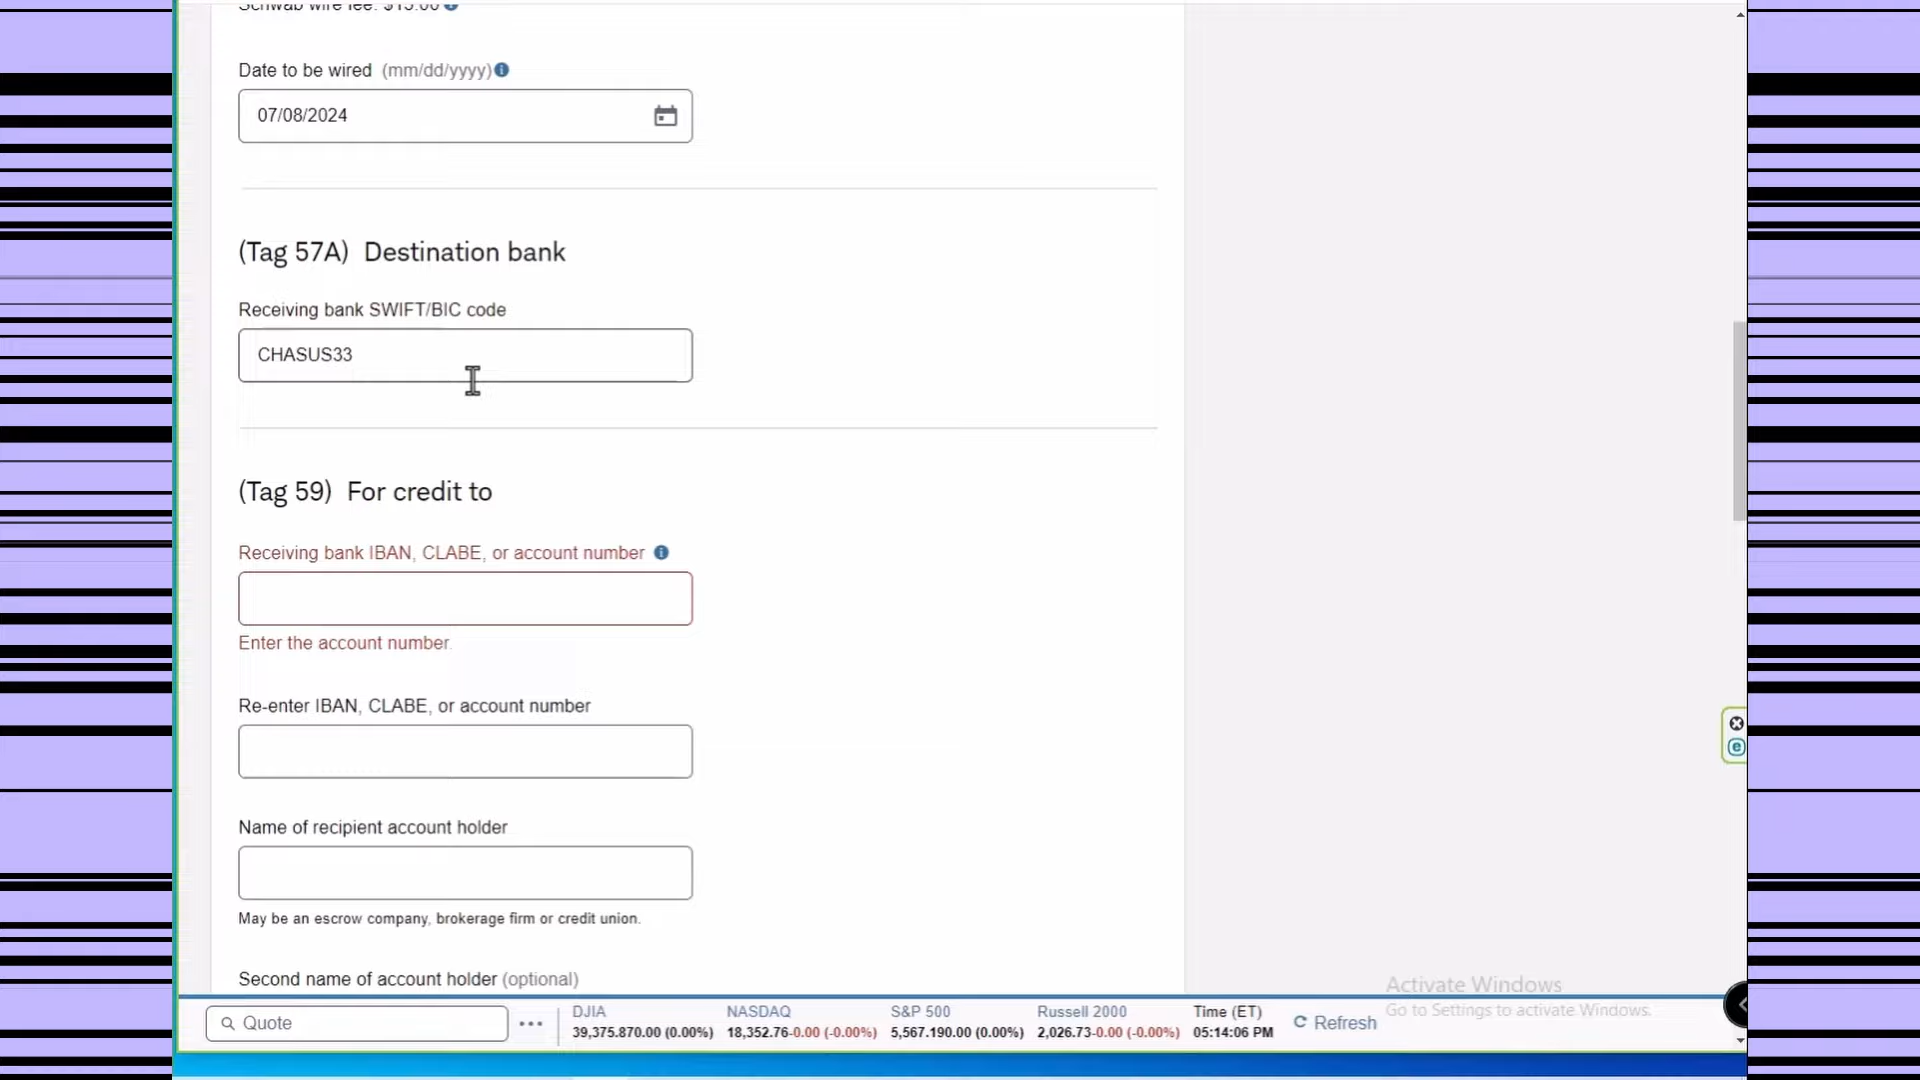 Schwab wire fee: $15.00
Date to be wired (mm/dd/yyyy)
07/08/2024
(Tag 57A) Destination bank
Receiving bank SWIFT/BIC code
CHASUS33
(Tag 59) For credit to
Receiving bank IBAN, CLABE, or account number
Enter the account number.
Re-enter IBAN, CLABE, or account number
Name of recipient account holder
May be an escrow company, brokerage firm or credit union.
Second name of account holder (optional)
Activate Windows
Go to Settings to activate Windows.
Quote
DJIA NASDAQ S&P 500 Russell 2000 Time (ET)
39,375.870.00 (0.00%) 18,352.76-0.00 (-0.00%) 5,567.190.00 (0.00%) 2,026.73-0.00 (-0.00%) 05:14:06 PM
Refresh